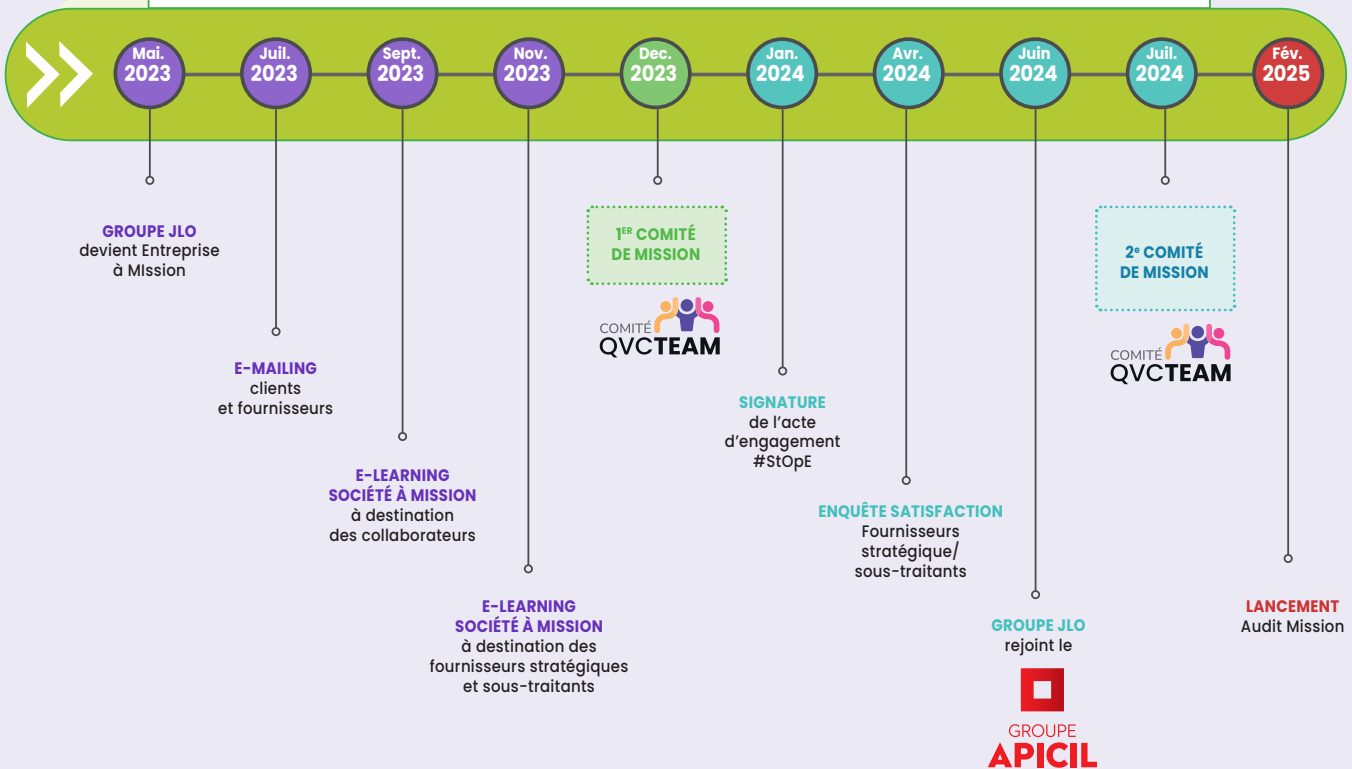 Mai.
2023
Juil.
2023
Sept.
2023
Nov.
2023
Dec.
2023
Jan.
2024
Avr.
2024
Juin
2024
Juil.
2024
Fév.
2025
GROUPE JLO
devient Entreprise
à MIssion
E-MAILING
clients
et fournisseurs
E-LEARNING
SOCIÉTÉ À MISSION
à destination
des collaborateurs
E-LEARNING
SOCIÉTÉ À MISSION
à destination des
fournisseurs stratégiques
et sous-traitants
1ER COMITÉ
DE MISSION
COMITÉ
QVCTEAM
SIGNATURE
de l'acte
d'engagement
#StOpE
ENQUÊTE SATISFACTION
Fournisseurs
stratégique/
sous-traitants
GROUPE JLO
rejoint le
GROUPE
APICIL
2e COMITÉ
DE MISSION
COMITÉ
QVCTEAM
LANCEMENT
Audit Mission